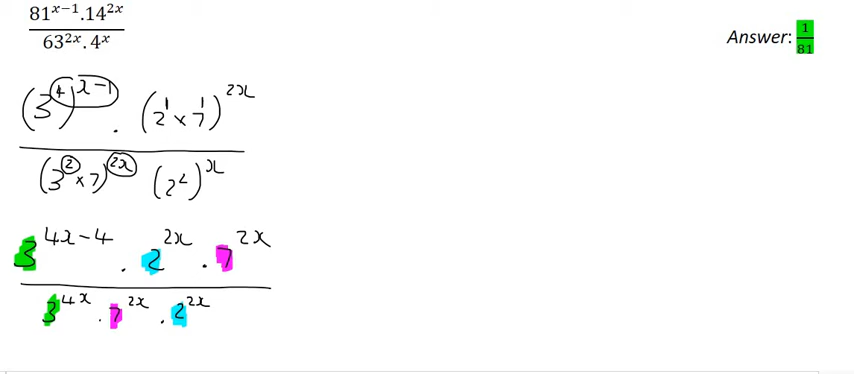 81^{x−1}.14^{2x}
63^{2x}.4^{x}
Answer: 1/81
(3^{4})^{x-1} . (2^{1} × 7^{1})^{2x}
(3^{2} × 7)^{2x} (2^{2})^{x}
3^{4x-4} . 2^{2x} . 7^{2x}
3^{4x} . 7^{2x} . 2^{2x}